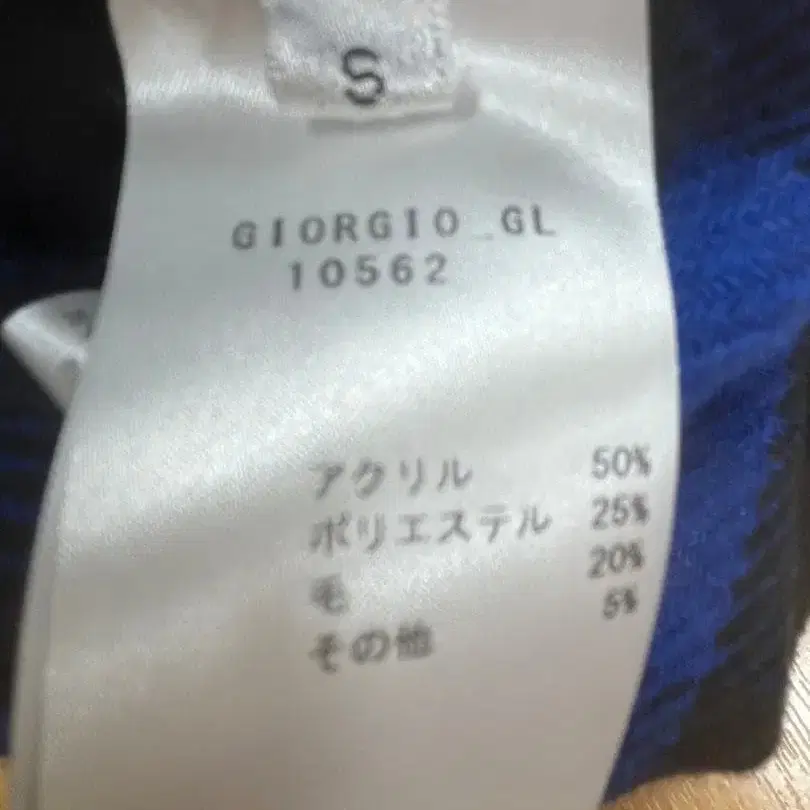 S
GIORGIO_GL
10562
アクリル 50%
ポリエステル 25%
毛 20%
その他 5%